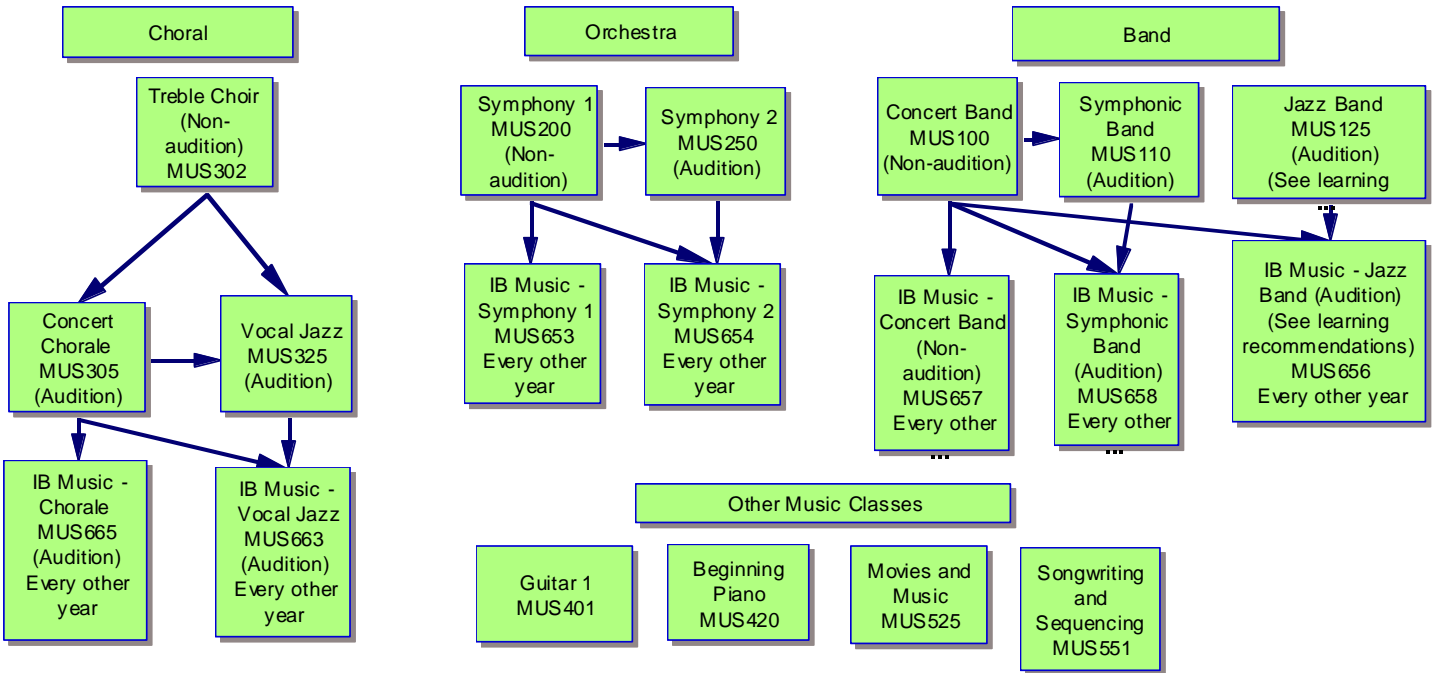 Choral
Orchestra
Band
Treble Choir
(Non-
audition)
MUS302
Symphony 1
MUS200
(Non-
audition)
Symphony 2
MUS250
(Audition)
Concert Band
MUS100
(Non-audition)
Symphonic
Band
MUS110
(Audition)
Jazz Band
MUS125
(Audition)
(See learning
...
Concert
Chorale
MUS305
(Audition)
Vocal Jazz
MUS325
(Audition)
IB Music -
Symphony 1
MUS653
Every other
year
IB Music -
Symphony 2
MUS654
Every other
year
IB Music -
Concert Band
(Non-
audition)
MUS657
Every other
...
IB Music -
Symphonic
Band
(Audition)
MUS658
Every other
...
IB Music - Jazz
Band (Audition)
(See learning
recommendations)
MUS656
Every other year
IB Music -
Chorale
MUS665
(Audition)
Every other
year
IB Music -
Vocal Jazz
MUS663
(Audition)
Every other
year
Other Music Classes
Guitar 1
MUS401
Beginning
Piano
MUS420
Movies and
Music
MUS525
Songwriting
and
Sequencing
MUS551